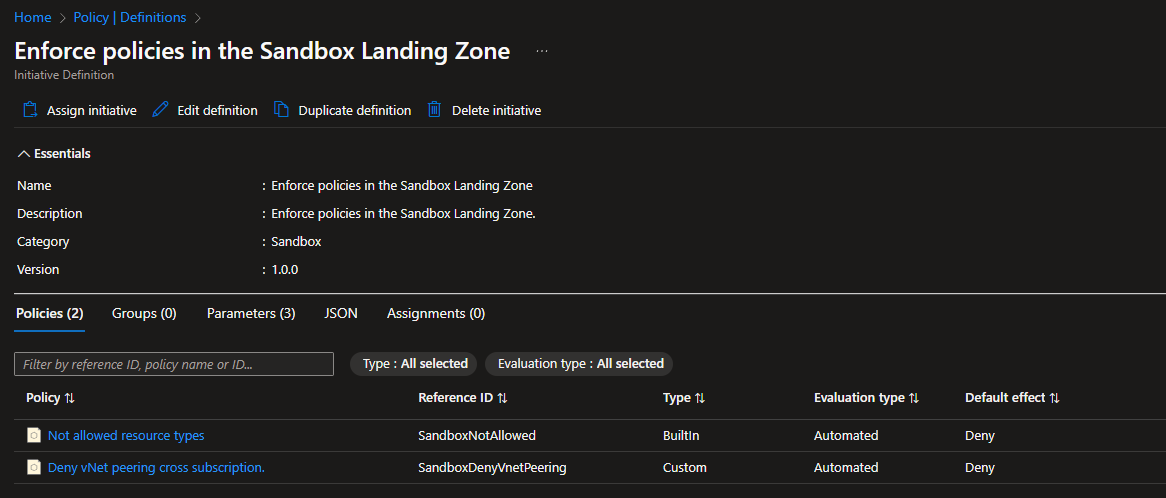 Home > Policy | Definitions >
Enforce policies in the Sandbox Landing Zone ...
Initiative Definition
Assign initiative Edit definition Duplicate definition Delete initiative
Essentials
Name : Enforce policies in the Sandbox Landing Zone
Description : Enforce policies in the Sandbox Landing Zone.
Category : Sandbox
Version : 1.0.0
Policies (2) Groups (0) Parameters (3) JSON Assignments (0)
Filter by reference ID, policy name or ID... Type : All selected Evaluation type : All selected
Policy Reference ID Type Evaluation type Default effect
Not allowed resource types SandboxNotAllowed BuiltIn Automated Deny
Deny vNet peering cross subscription. SandboxDenyVnetPeering Custom Automated Deny